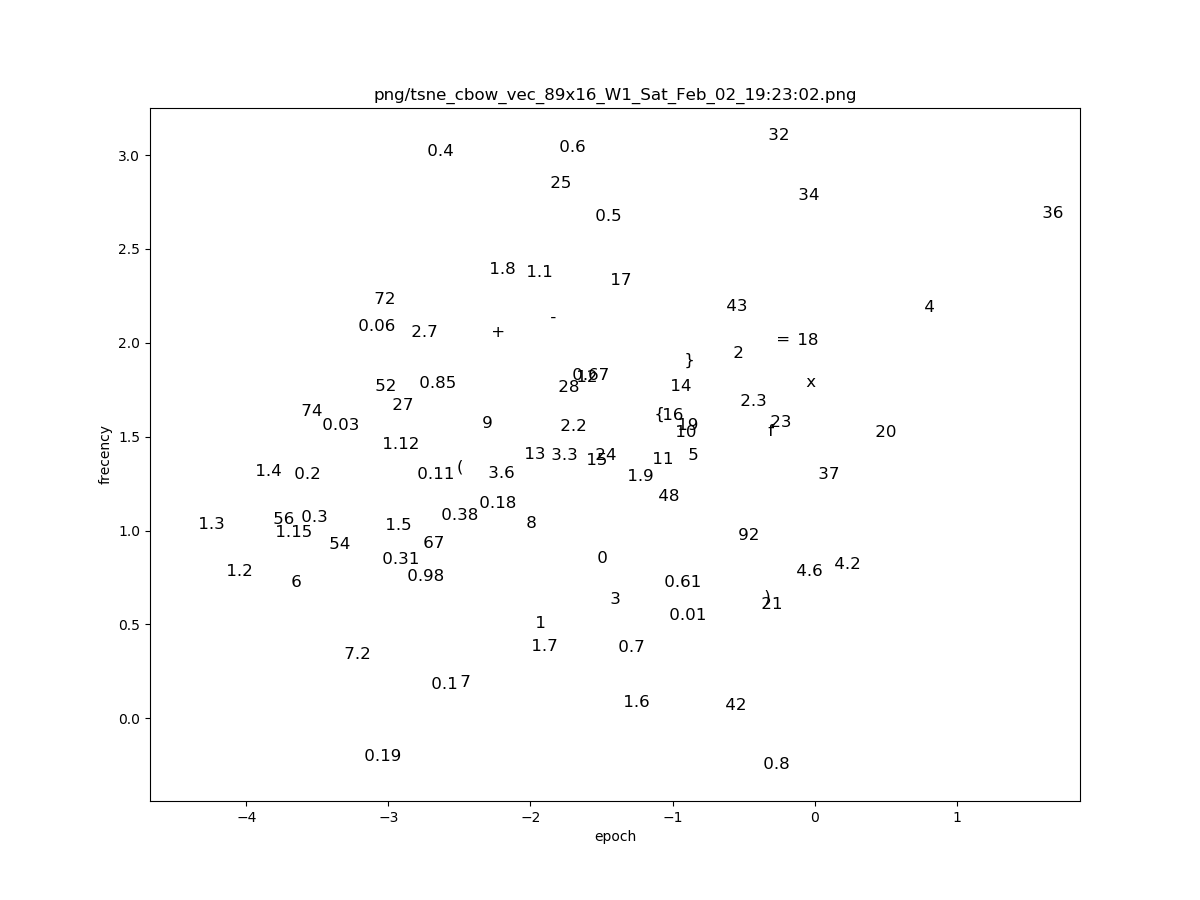 png/tsne_cbow_vec_89x16_W1_Sat_Feb_02_19:23:02.png
32
3.0 0.4 0.6
25
34
0.5 36
2.5
1.8 1.1 17
72 43 4
0.06 2.7 + -
2.0 = 18
2 }
0.67 12
52 0.85 28 14 x
74 27 2.3
{ 16
0.03 9 2.2 19 23
1.5 10 f 20
1.12
13 3.3 15 24 11 5
1.4 0.2 0.11 ( 3.6 1.9 37
0.18 48
56 0.3 0.38
1.3 1.5 8
1.0 1.15 92
54 67
0.31 0 4.2
1.2 0.98 4.6
6 0.61
3 ) 21
0.5 1 0.01
7.2 1.7 0.7
0.1 7
1.6 42
0.0
0.19 0.8
−4 −3 −2 −1 0 1
epoch
frecency